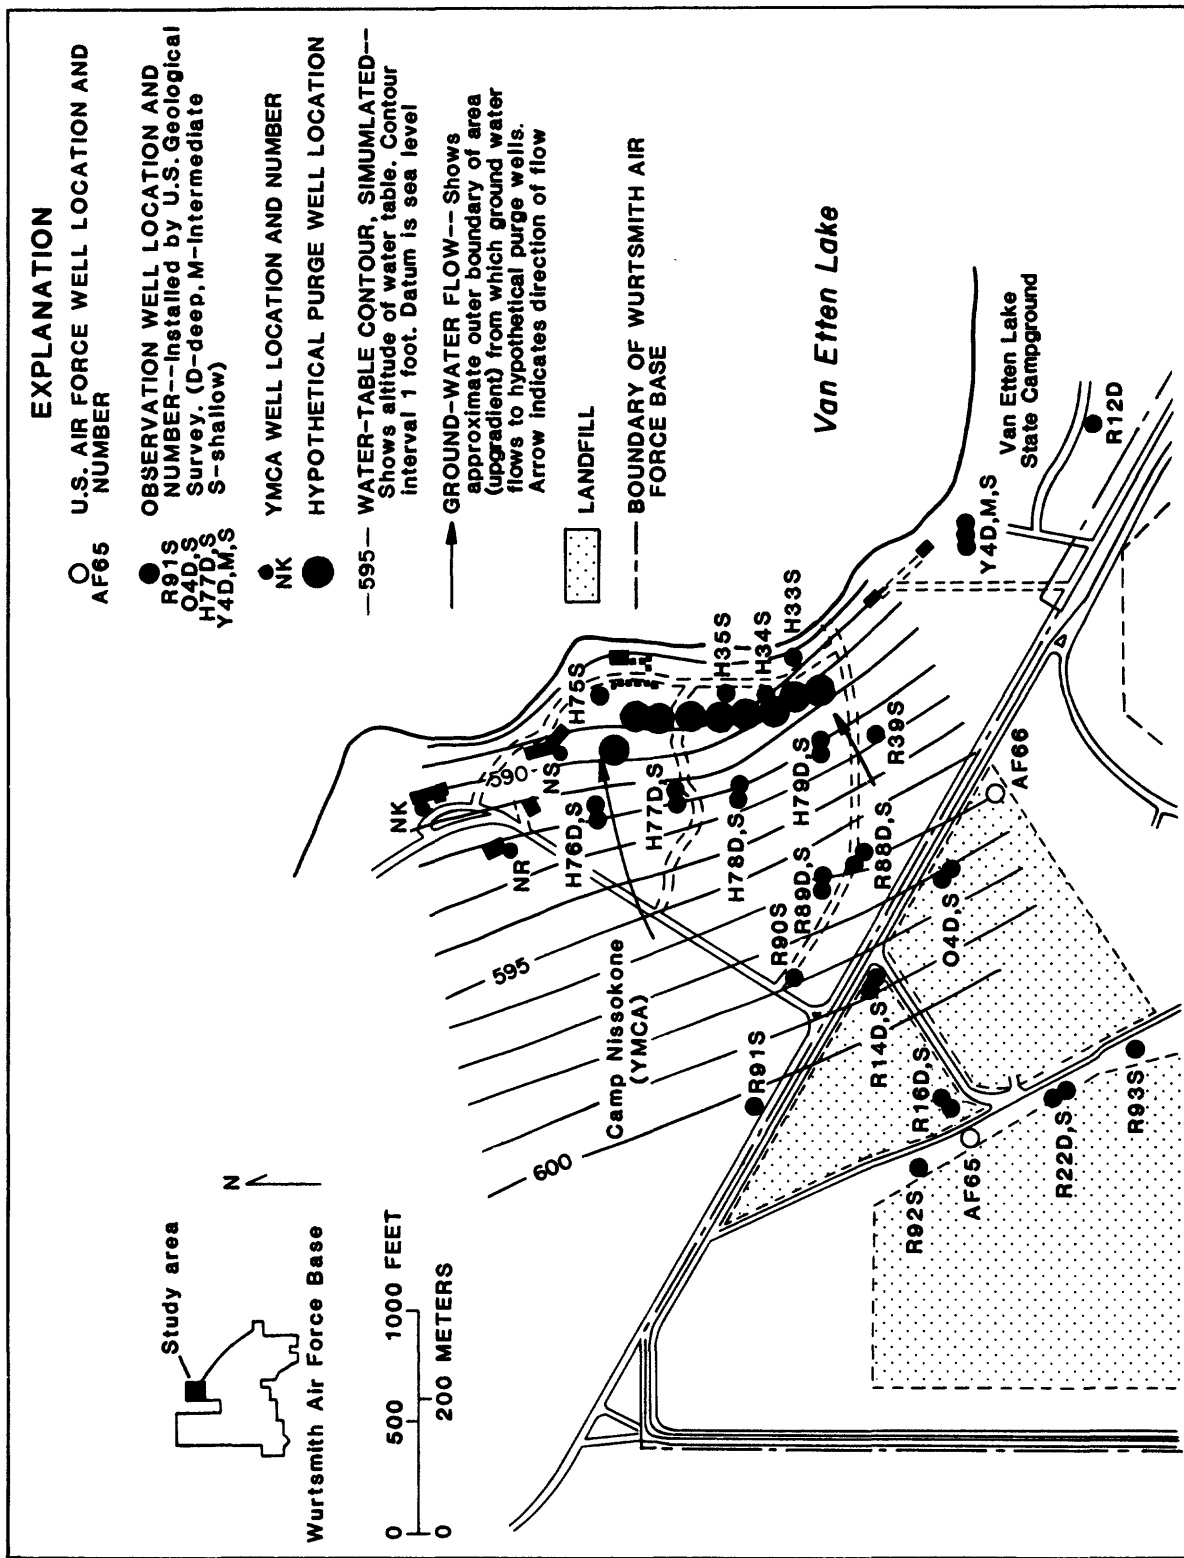 EXPLANATION
AF65
U.S. AIR FORCE WELL LOCATION AND
NUMBER
R91S
O4D,S
H77D,S
Y4D,M,S
OBSERVATION WELL LOCATION AND
NUMBER--Installed by U.S. Geological
Survey. (D-deep, M-Intermediate
S-shallow)
NK
YMCA WELL LOCATION AND NUMBER
HYPOTHETICAL PURGE WELL LOCATION
—595— WATER-TABLE CONTOUR, SIMUMLATED--
Shows altitude of water table. Contour
interval 1 foot. Datum is sea level
GROUND-WATER FLOW--Shows
approximate outer boundary of area
(upgradient) from which ground water
flows to hypothetical purge wells.
Arrow indicates direction of flow
LANDFILL
BOUNDARY OF WURTSMITH AIR
FORCE BASE
Study area
Wurtsmith Air Force Base
N
0 500 1000 FEET
0 200 METERS
Van Etten Lake
Van Etten Lake
State Campground
R12D
Y4D,M,S
H75S
H35S
H34S
H33S
590
NK
NS
NR
H76D,S
H77D,S
H78D,S
H79D,S
R39S
R88D,S
R89D,S
R90S
595
Camp Nissokone
(YMCA)
600
R91S
R14D,S
R16D,S
O4D,S
AF66
R92S
AF65
R22D,S
R93S